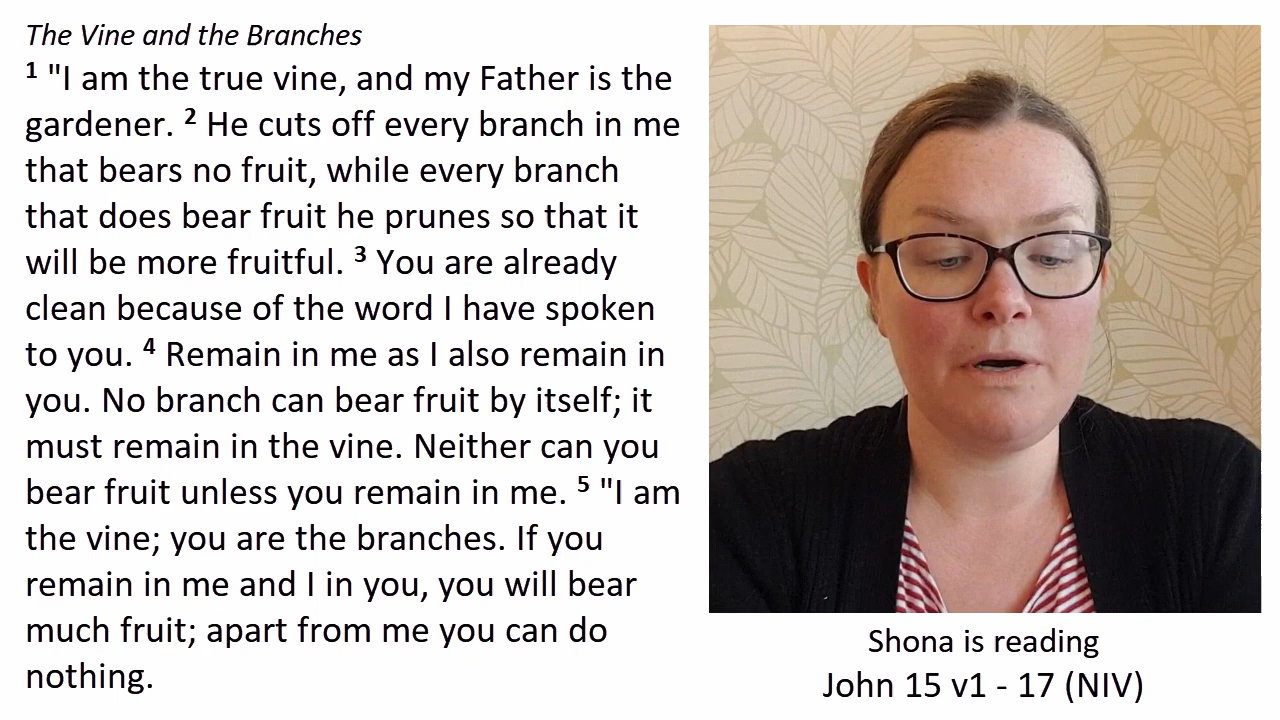 The Vine and the Branches
1 "I am the true vine, and my Father is the
gardener. 2 He cuts off every branch in me
that bears no fruit, while every branch
that does bear fruit he prunes so that it
will be more fruitful. 3 You are already
clean because of the word I have spoken
to you. 4 Remain in me as I also remain in
you. No branch can bear fruit by itself; it
must remain in the vine. Neither can you
bear fruit unless you remain in me. 5 "I am
the vine; you are the branches. If you
remain in me and I in you, you will bear
much fruit; apart from me you can do
nothing.
Shona is reading
John 15 v1 - 17 (NIV)